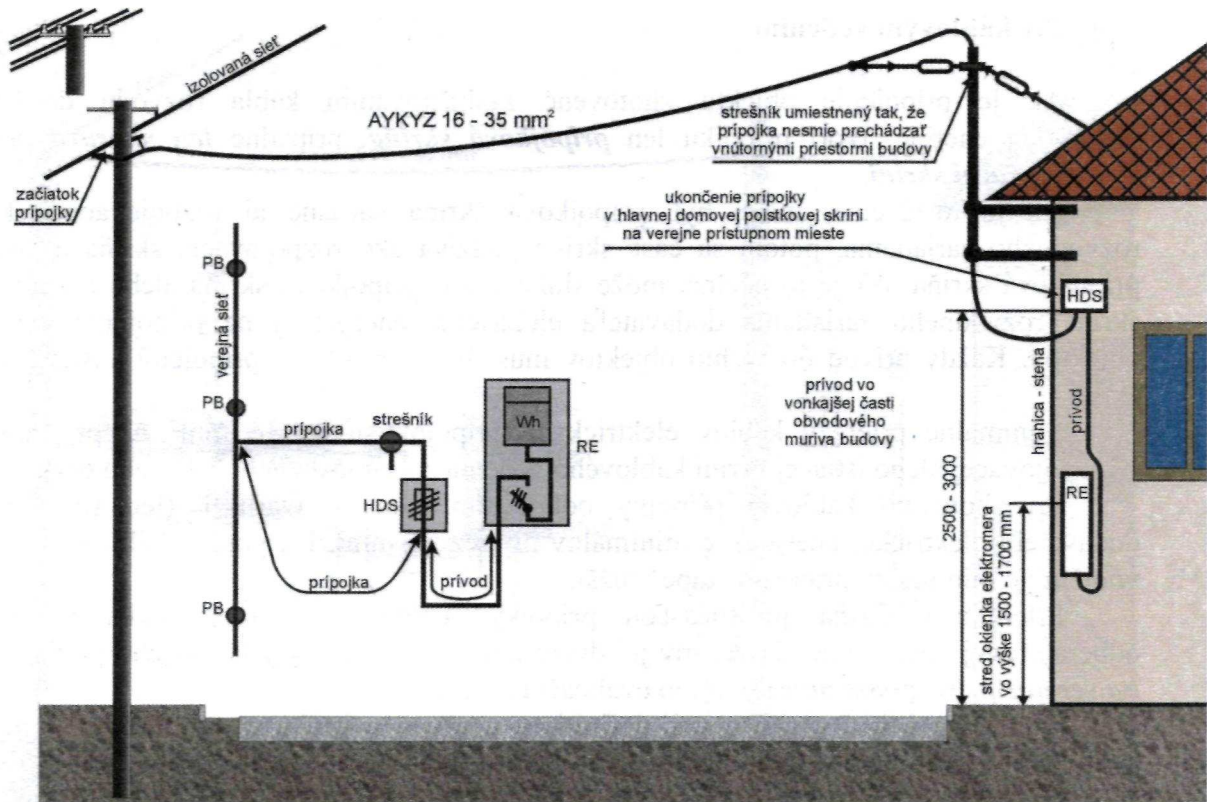 izolovaná sieť
AYKYZ 16 - 35 mm²
strešník umiestnený tak, že
prípojka nesmie prechádzať
vnútornými priestormi budovy
začiatok
prípojky
ukončenie prípojky
v hlavnej domovej poistkovej skrini
na verejne prístupnom mieste
PB
HDS
verejná sieť
2500 - 3000
hranica - stena
prívod
prívod vo
vonkajšej časti
obvodového
muriva budovy
PB
strešník
Wh
RE
prípojka
HDS
RE
prípojka
prívod
stred okienka elektromera
vo výške 1500 - 1700 mm
PB